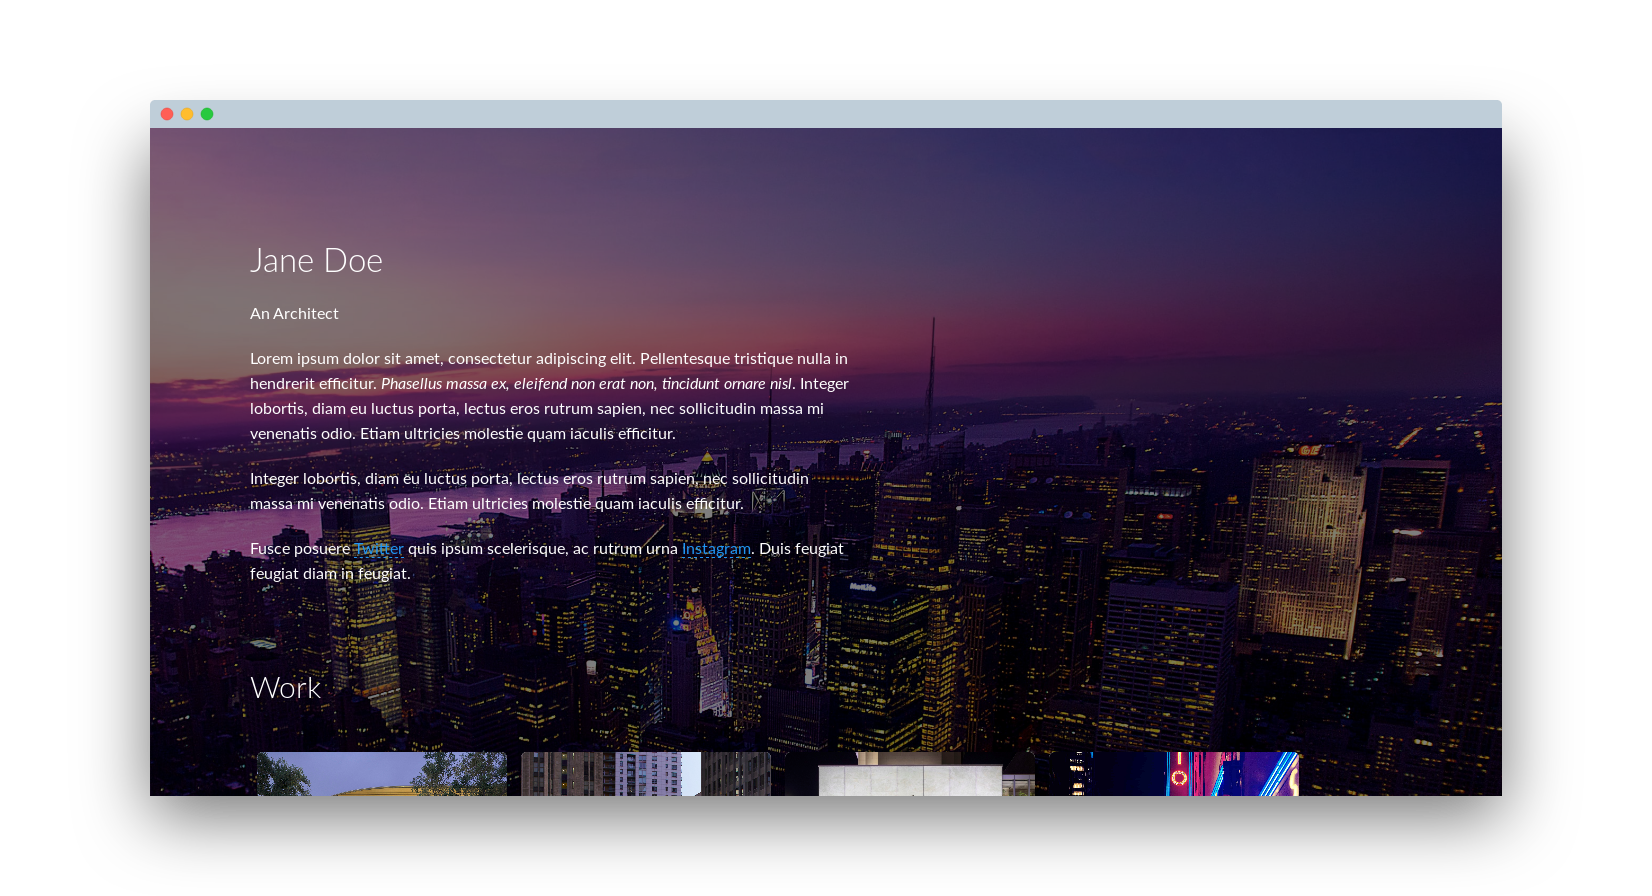 Jane Doe
An Architect
Lorem ipsum dolor sit amet, consectetur adipiscing elit. Pellentesque tristique nulla in
hendrerit efficitur. Phasellus massa ex, eleifend non erat non, tincidunt ornare nisl. Integer
lobortis, diam eu luctus porta, lectus eros rutrum sapien, nec sollicitudin massa mi
venenatis odio. Etiam ultricies molestie quam iaculis efficitur.
Integer lobortis, diam eu luctus porta, lectus eros rutrum sapien, nec sollicitudin
massa mi venenatis odio. Etiam ultricies molestie quam iaculis efficitur.
Fusce posuere Twitter quis ipsum scelerisque, ac rutrum urna Instagram. Duis feugiat
feugiat diam in feugiat.
MetLife
Work